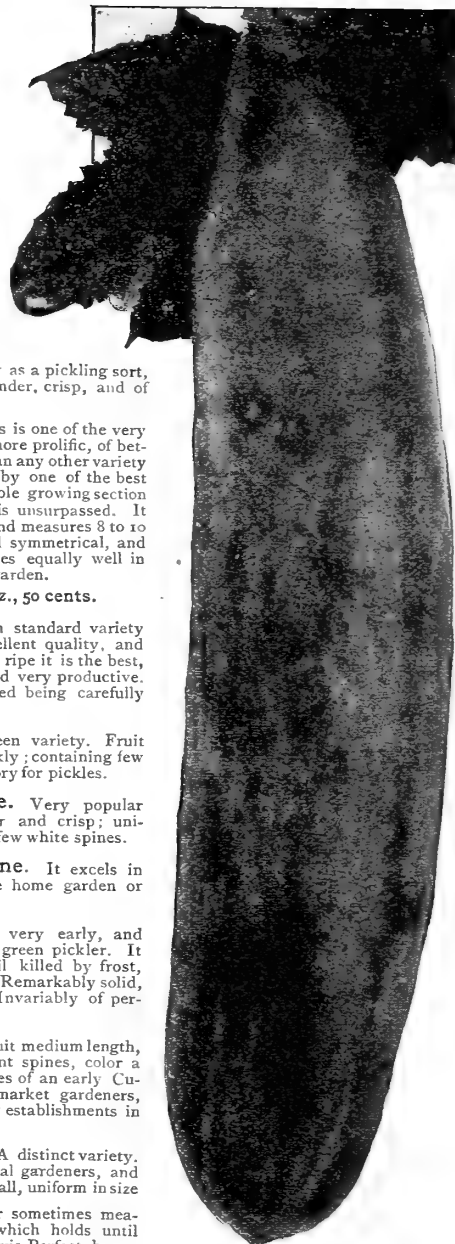 as a pickling sort,
nder, crisp, and of
s is one of the very
nore prolific, of bet-
an any other variety
by one of the best
ole growing section
is unsurpassed. It
nd measures 8 to 10
l symmetrical, and
es equally well in
arden.
z., 50 cents.
n standard variety
ellent quality, and
ripe it is the best,
d very productive.
ed being carefully
een variety. Fruit
kly ; containing few
ory for pickles.
e. Very popular
r and crisp; uni-
few white spines.
ne. It excels in
e home garden or
very early, and
green pickler. It
il killed by frost,
Remarkably solid,
Invariably of per-
uit medium length,
nt spines, color a
es of an early Cu-
market gardeners,
establishments in
A distinct variety.
al gardeners, and
all, uniform in size
r sometimes mea-
which holds until